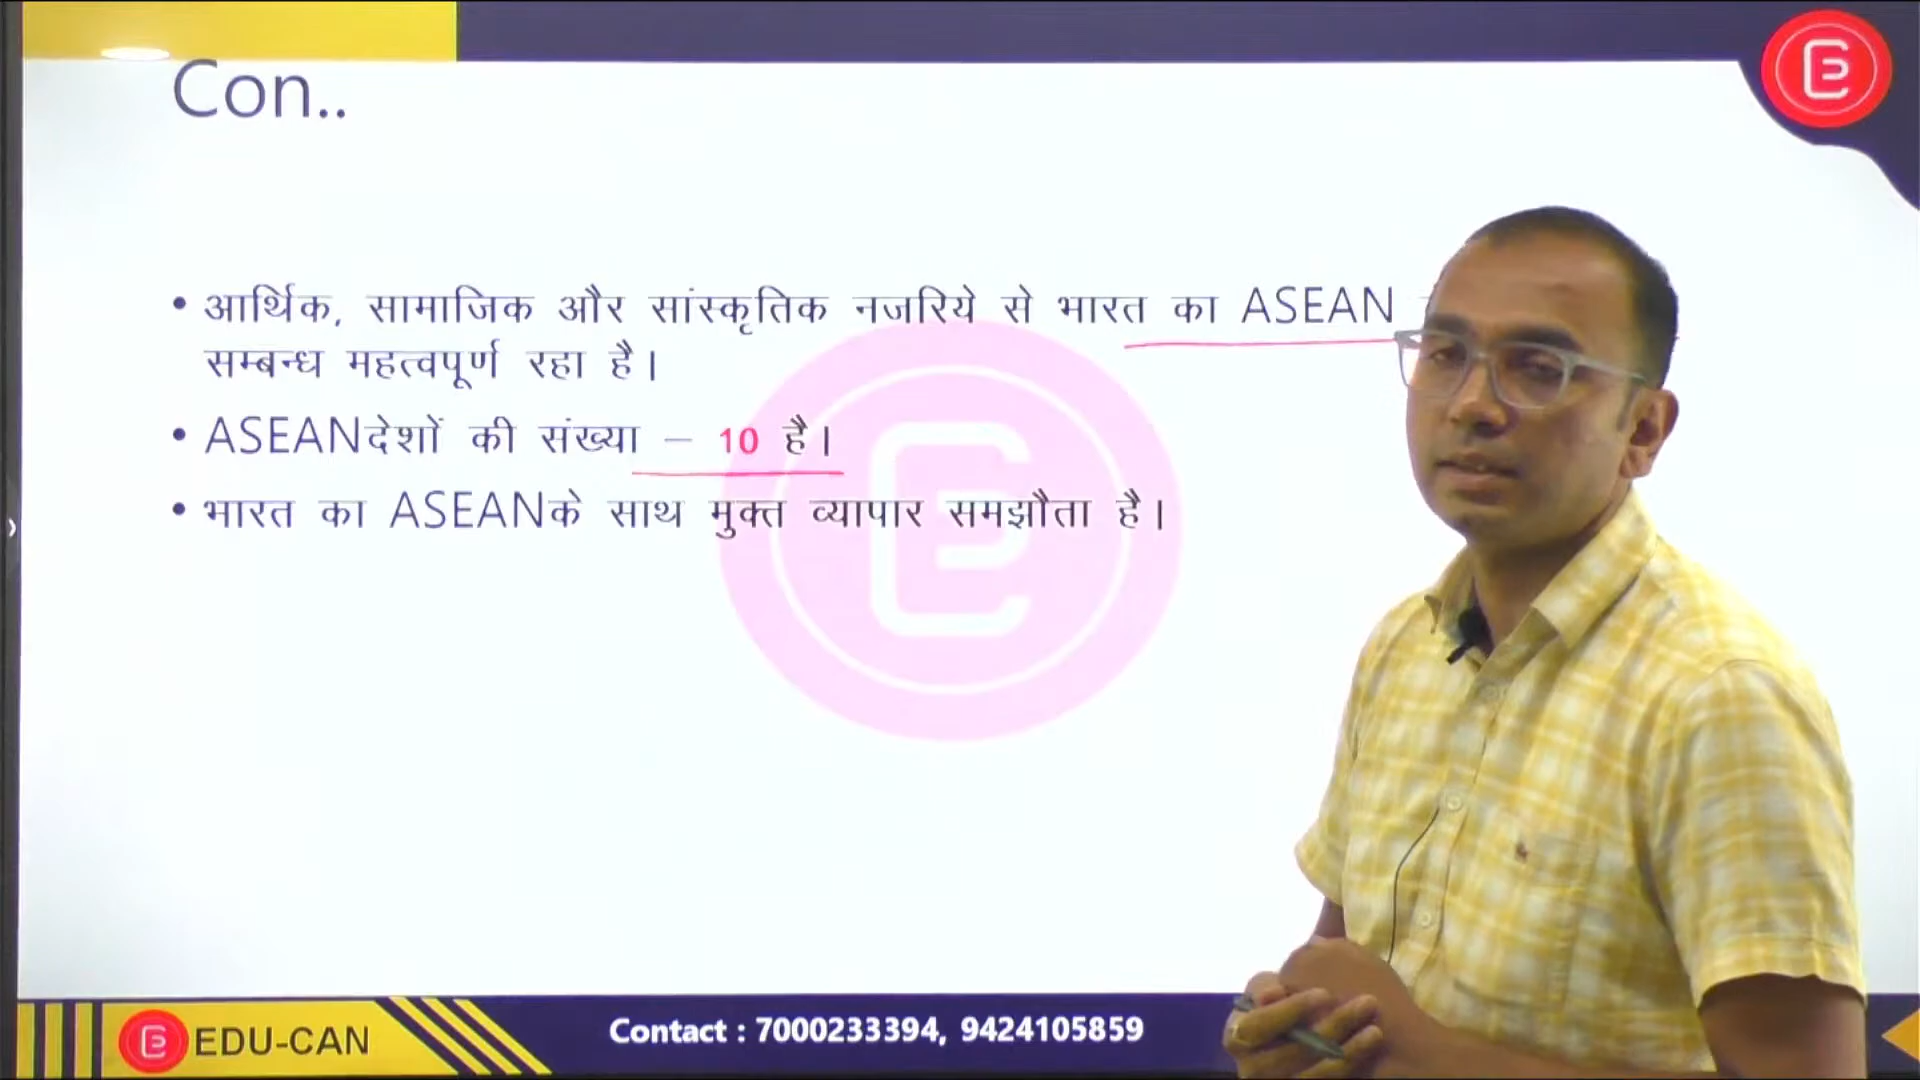 Con..
• आर्थिक, सामाजिक और सांस्कृतिक नजरिये से भारत का ASEAN
सम्बन्ध महत्वपूर्ण रहा है।
• ASEANदेशों की संख्या – 10 है।
• भारत का ASEANके साथ मुक्त व्यापार समझौता है।
EDU-CAN
Contact : 7000233394, 9424105859